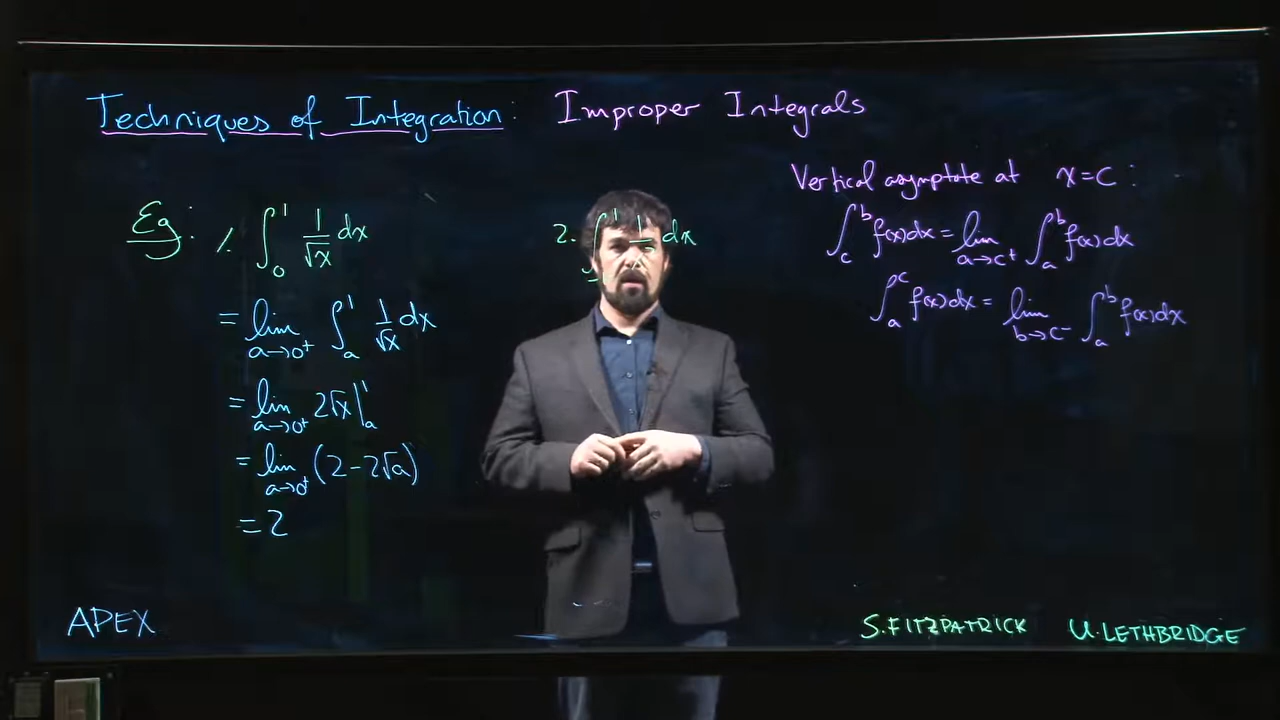 Techniques of Integration: Improper Integrals
Vertical asymptote at x=c:
∫_c^b f(x)dx = lim_{a→c⁺} ∫_a^b f(x)dx
∫_a^c f(x)dx = lim_{b→c⁻} ∫_a^b f(x)dx
Eg: 1. ∫_0^1 1/√x dx
= lim_{a→0⁺} ∫_a^1 1/√x dx
= lim_{a→0⁺} 2√x |_a^1
= lim_{a→0⁺} (2-2√a)
= 2
2. ∫ dx
APEX
S.FITZPATRICK U.LETHBRIDGE